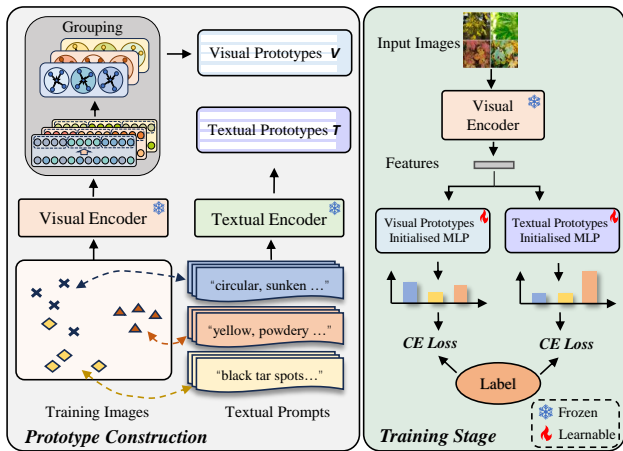 Grouping
Visual Prototypes V
Textual Prototypes T
Visual Encoder
Textual Encoder
"circular, sunken ..."
"yellow, powdery ..."
"black tar spots..."
Training Images
Textual Prompts
Prototype Construction
Input Images
Visual
Encoder
Features
Visual Prototypes
Initialised MLP
Textual Prototypes
Initialised MLP
CE Loss
CE Loss
Label
Training Stage
Frozen
Learnable